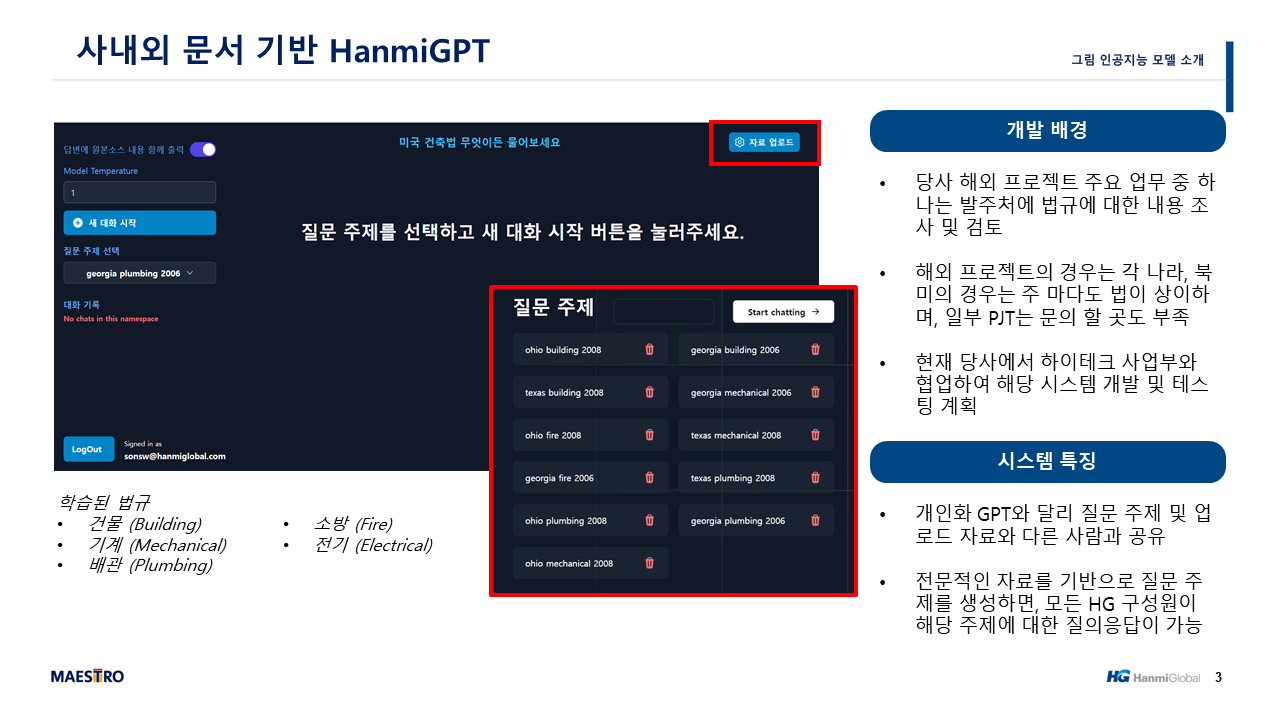 사내외 문서 기반 HanmiGPT
그림 인공지능 모델 소개
답변에 원본소스 내용 함께 출력
Model Temperature
1
새 대화 시작
질문 주제 선택
georgia plumbing 2006
대화 기록
No chats in this namespace
LogOut
Signed in as
sonsw@hanmiglobal.com
미국 건축법 무엇이든 물어보세요
자료 업로드
질문 주제를 선택하고 새 대화 시작 버튼을 눌러주세요.
질문 주제
Start chatting →
ohio building 2008
georgia building 2006
texas building 2008
georgia mechanical 2006
ohio fire 2008
texas mechanical 2008
georgia fire 2006
texas plumbing 2008
ohio plumbing 2008
georgia plumbing 2006
ohio mechanical 2008
학습된 법규
• 건물 (Building)
• 기계 (Mechanical)
• 배관 (Plumbing)
• 소방 (Fire)
• 전기 (Electrical)
개발 배경
• 당사 해외 프로젝트 주요 업무 중 하
나는 발주처에 법규에 대한 내용 조
사 및 검토
• 해외 프로젝트의 경우는 각 나라, 북
미의 경우는 주 마다도 법이 상이하
며, 일부 PJT는 문의 할 곳도 부족
• 현재 당사에서 하이테크 사업부와
협업하여 해당 시스템 개발 및 테스
팅 계획
시스템 특징
• 개인화 GPT와 달리 질문 주제 및 업
로드 자료와 다른 사람과 공유
• 전문적인 자료를 기반으로 질문 주
제를 생성하면, 모든 HG 구성원이
해당 주제에 대한 질의응답이 가능
MAESTRO
HG HanmiGlobal
3